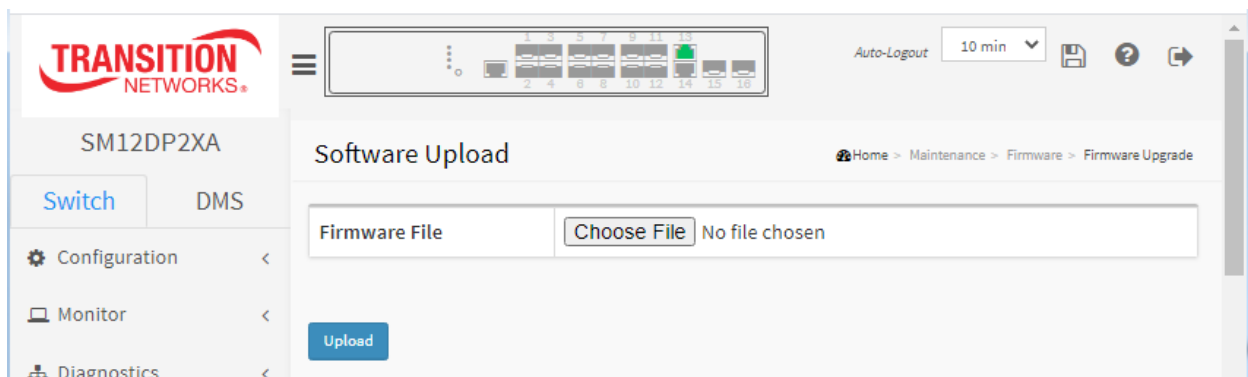 TRANSITION
NETWORKS®
1 3 5 7 9 11 13
2 4 6 8 10 12 14 15 16
Auto-Logout 10 min
SM12DP2XA
Switch DMS
Configuration
Monitor
Diagnostics
Software Upload
Home > Maintenance > Firmware > Firmware Upgrade
Firmware File Choose File No file chosen
Upload